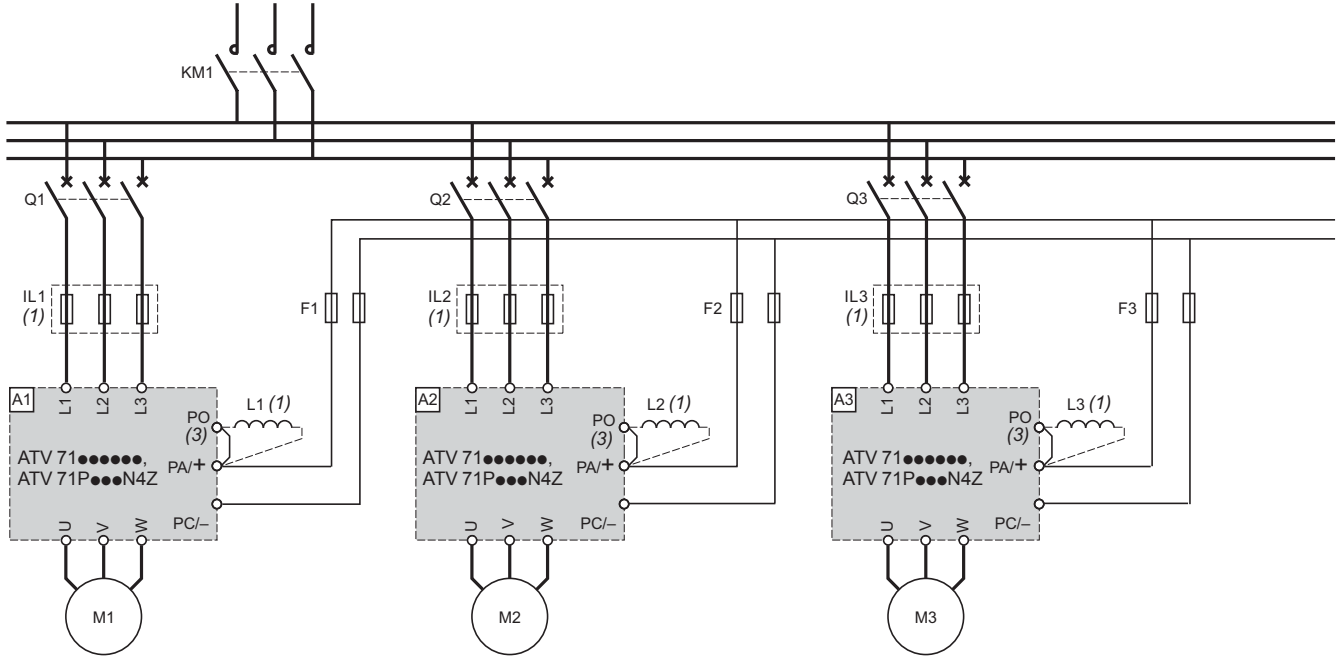 KM1
Q1
Q2
Q3
IL1
(1)
F1
IL2
(1)
F2
IL3
(1)
F3
A1
L1
L2
L3
PO
(3)
L1 (1)
ATV 71●●●●●●,
ATV 71P●●●N4Z
PA/+
PC/–
U
V
W
M1
A2
L1
L2
L3
PO
(3)
L2 (1)
ATV 71●●●●●●,
ATV 71P●●●N4Z
PA/+
PC/–
U
V
W
M2
A3
L1
L2
L3
PO
(3)
L3 (1)
ATV 71●●●●●●,
ATV 71P●●●N4Z
PA/+
PC/–
U
V
W
M3